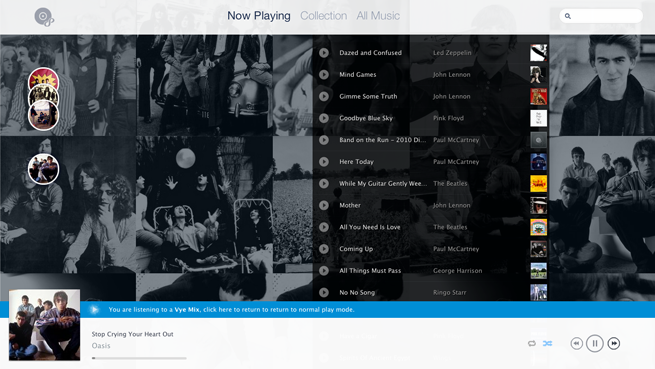 Now Playing Collection All Music
Dazed and Confused Led Zeppelin
Mind Games John Lennon
Gimme Some Truth John Lennon
Goodbye Blue Sky Pink Floyd
Band on the Run – 2010 Di... Paul McCartney
Here Today Paul McCartney
While My Guitar Gently Wee... The Beatles
Mother John Lennon
All You Need Is Love The Beatles
Coming Up Paul McCartney
All Things Must Pass George Harrison
No No Song Ringo Starr
You are listening to a Vye Mix, click here to return to return to normal play mode.
Stop Crying Your Heart Out
Oasis